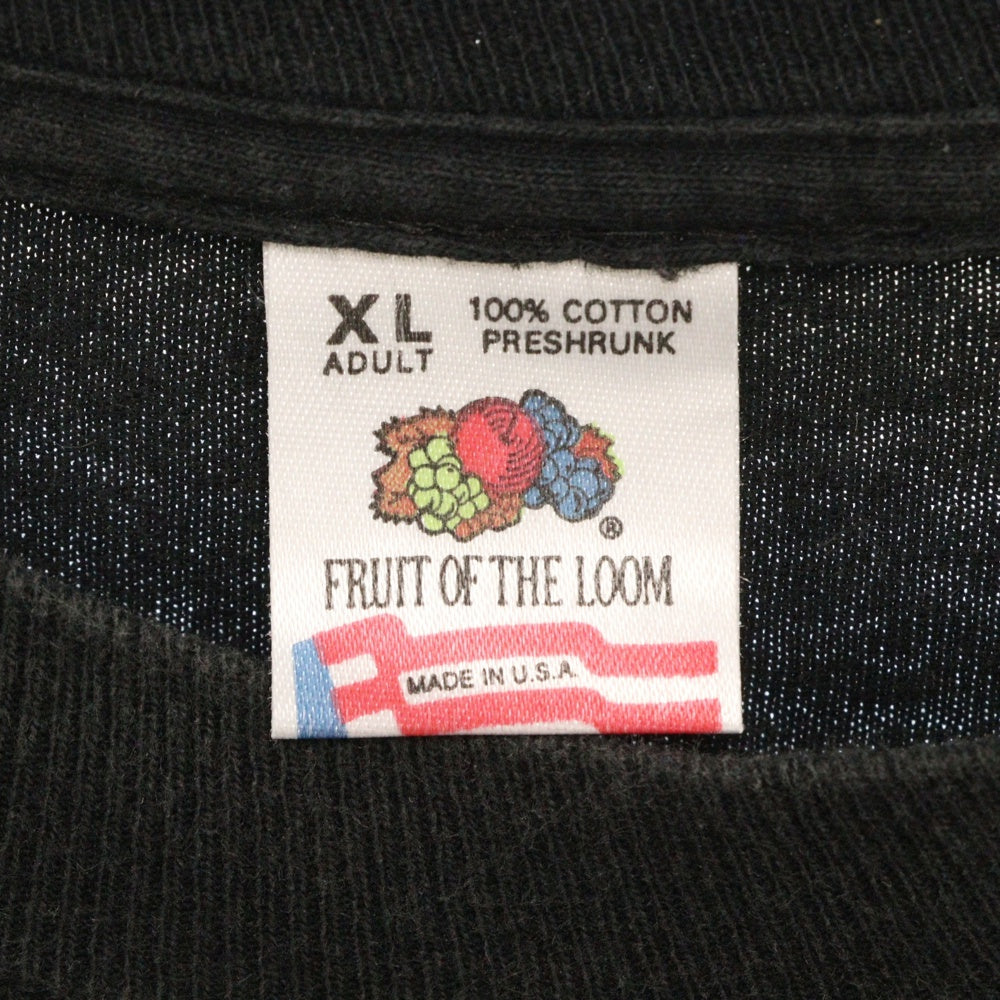 XL
ADULT
100% COTTON
PRESHRUNK
®
FRUIT OF THE LOOM
MADE IN U.S.A.